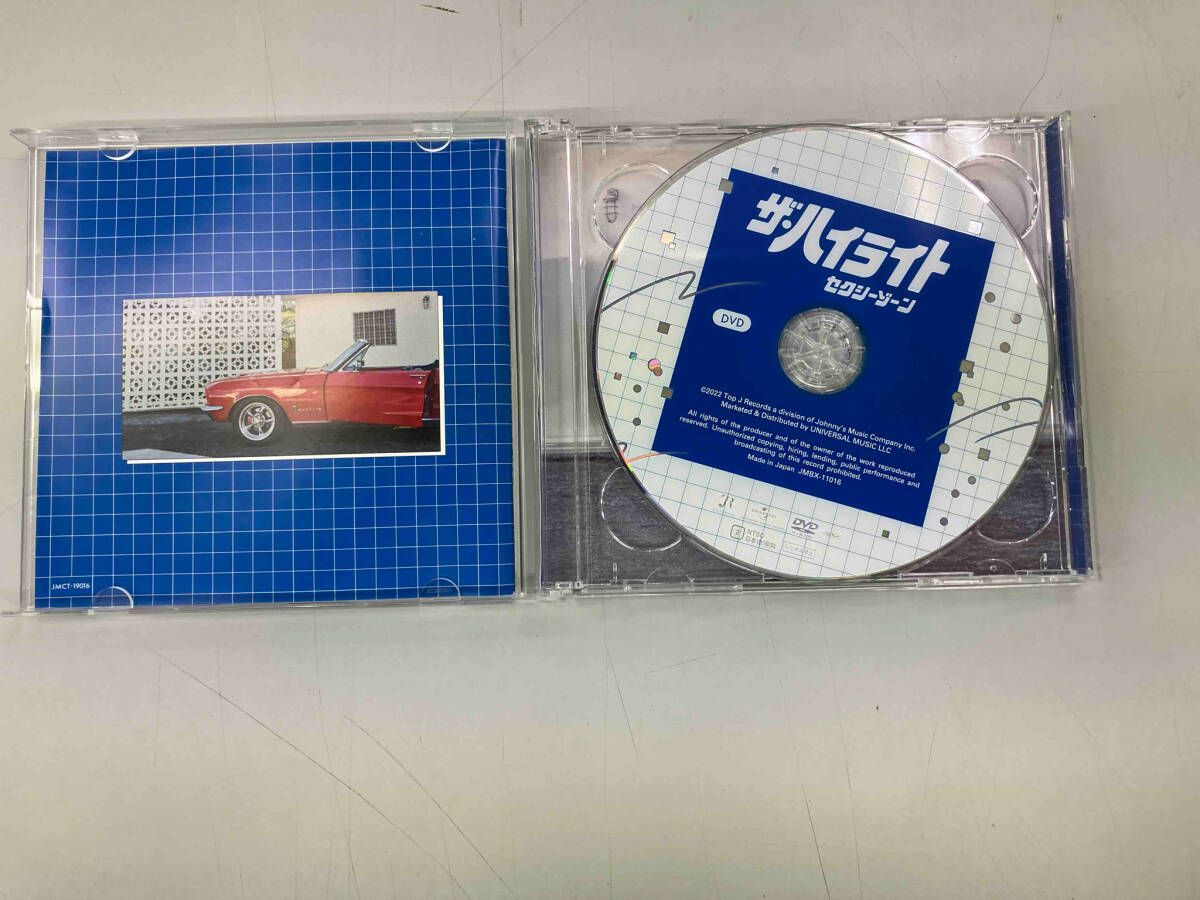 JMCT-19016
ザ・ハイライト
セクシーゾーン
DVD
©2022 Top J Records a division of Johnny's Music Company Inc.
Marketed & Distributed by UNIVERSAL MUSIC LLC
All rights of the producer and of the owner of the work reproduced
reserved. Unauthorized copying, hiring, lending, public performance and
broadcasting of this record prohibited.
Made in Japan JMBX-11016
DVD